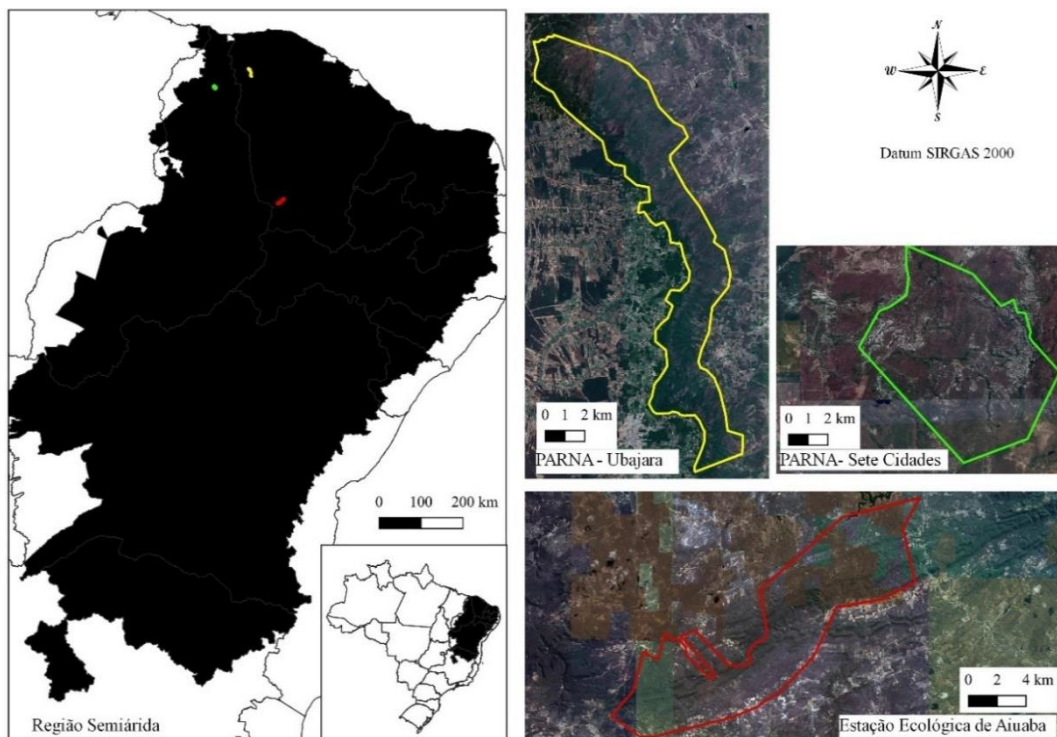 N
W
E
S
Datum SIRGAS 2000
0 100 200 km
Região Semiárida
0 1 2 km
PARNA - Ubajara
0 1 2 km
PARNA- Sete Cidades
0 2 4 km
Estação Ecológica de Aiuaba